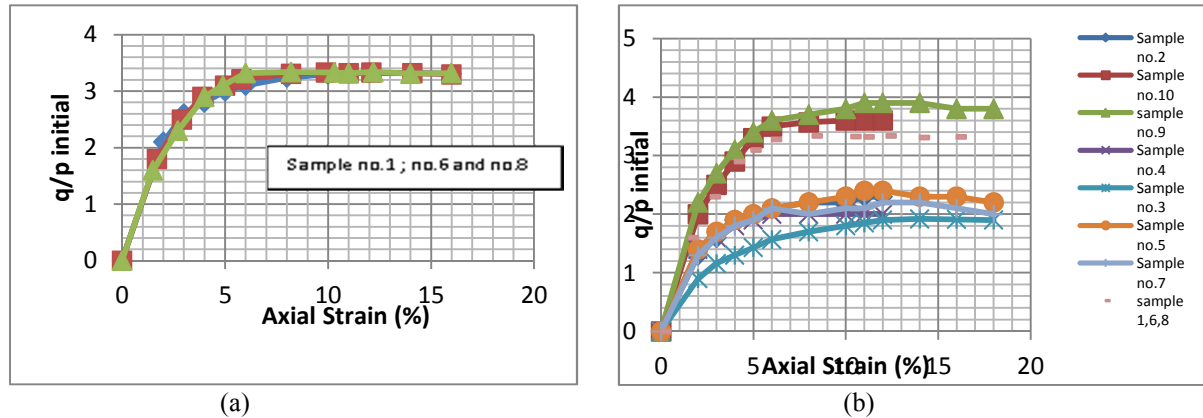 4
3
2
1
0
q/p initial
Sample no.1 ; no.6 and no.8
0 5 10 15 20
Axial Strain (%)
(a)
5
4
3
2
1
0
q/p initial
0 5 10 15 20
Axial Strain (%)
Sample
no.2
Sample
no.10
sample
no.9
Sample
no.4
Sample
no.3
Sample
no.5
Sample
no.7
sample
1,6,8
(b)